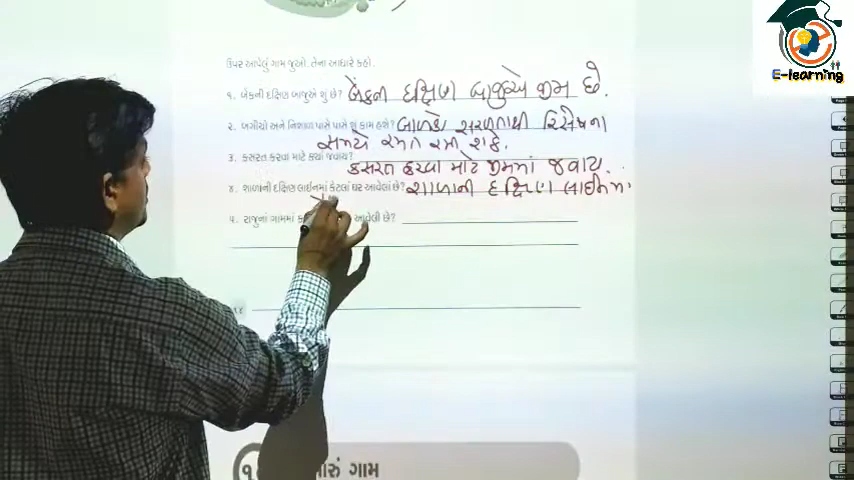 ઉપર આપેલું ગામ જુઓ. તેના આધારે કહો.
૧. બેંકની દક્ષિણ બાજુએ શું છે? બેંકની દક્ષિણ બાજુએ જીમ છે.
૨. બગીચો અને નિશાળ પાસે પાસે શું કામ હશે? બાળકો સરળતાથી રિસેષના
સમયે રમત રમી શકે.
૩. કસરત કરવા માટે ક્યાં જવાય? કસરત કરવા માટે જીમમાં જવાય.
૪. શાળાની દક્ષિણ લાઈનમાં કેટલાં ઘર આવેલાં છે? શાળાની દક્ષિણ લાઈનમાં
૫. રાજુનાં ગામમાં આવેલી છે?
ગામ
E-learning